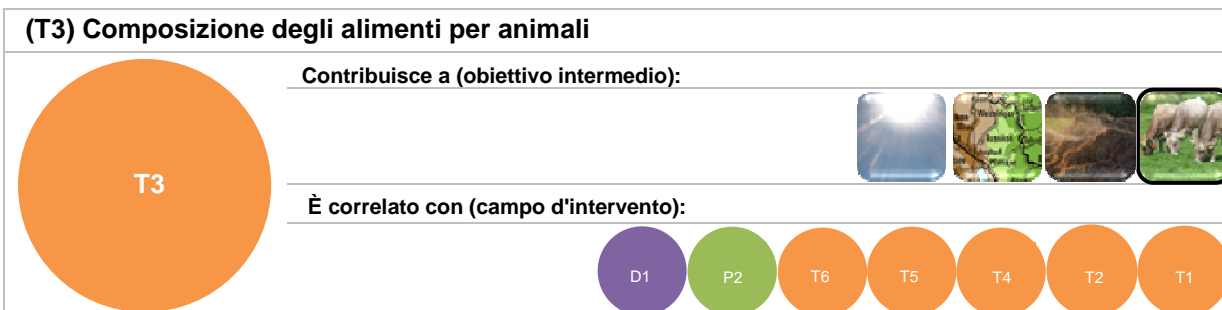 (T3) Composizione degli alimenti per animali
Contribuisce a (obiettivo intermedio):
T3
È correlato con (campo d'intervento):
D1 P2 T6 T5 T4 T2 T1